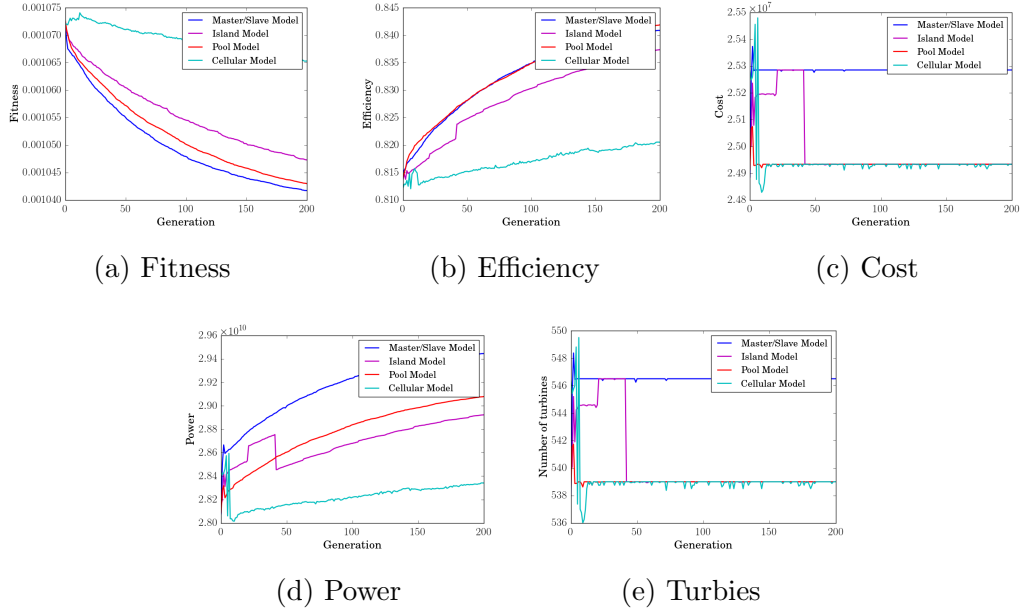 0.001075
0.001070
0.001065
0.001060
0.001055
0.001050
0.001045
0.001040
0 50 100 150 200
Fitness
Generation
Master/Slave Model
Island Model
Pool Model
Cellular Model
(a) Fitness
0.845
0.840
0.835
0.830
0.825
0.820
0.815
0.810
0 50 100 150 200
Efficiency
Generation
Master/Slave Model
Island Model
Pool Model
Cellular Model
(b) Efficiency
×10⁷
2.55
2.54
2.53
2.52
2.51
2.50
2.49
2.48
0 50 100 150 200
Cost
Generation
Master/Slave Model
Island Model
Pool Model
Cellular Model
(c) Cost
×10¹⁰
2.96
2.94
2.92
2.90
2.88
2.86
2.84
2.82
2.80
0 50 100 150 200
Power
Generation
Master/Slave Model
Island Model
Pool Model
Cellular Model
(d) Power
550
548
546
544
542
540
538
536
0 50 100 150 200
Number of turbines
Generation
Master/Slave Model
Island Model
Pool Model
Cellular Model
(e) Turbies